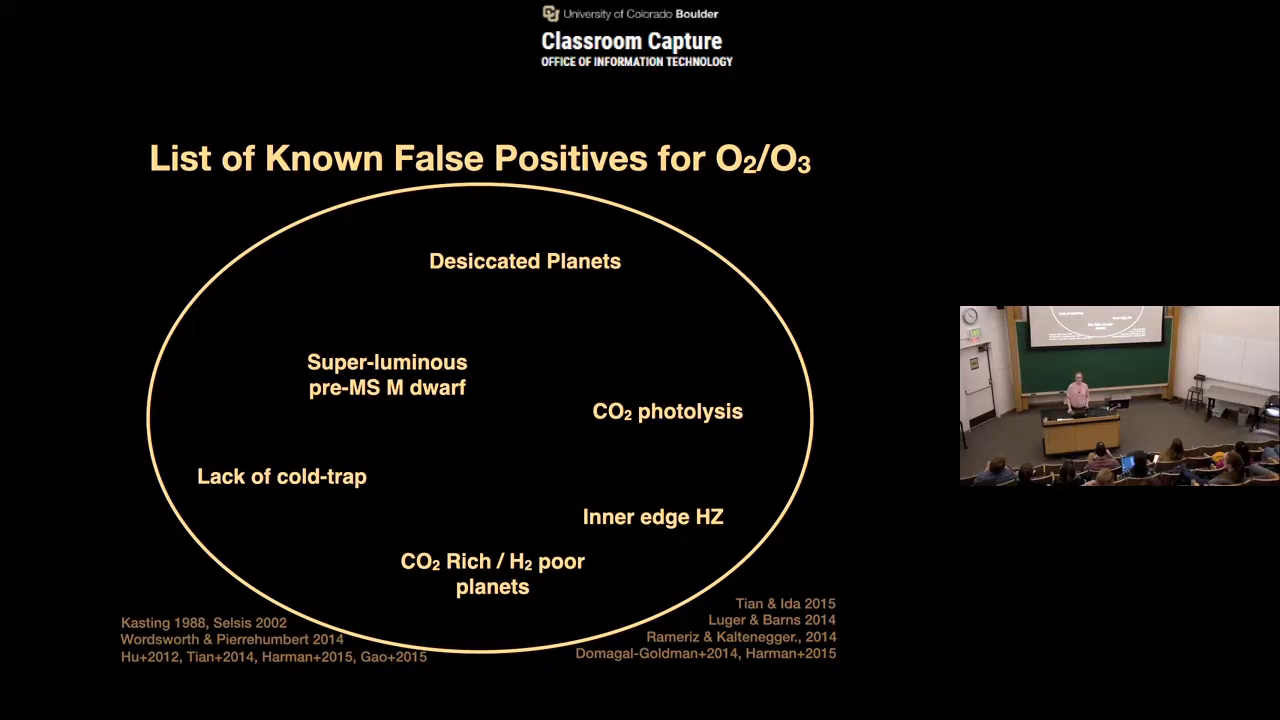 University of Colorado Boulder
Classroom Capture
OFFICE OF INFORMATION TECHNOLOGY
List of Known False Positives for O₂/O₃
Desiccated Planets
Super-luminous
pre-MS M dwarf
CO₂ photolysis
Lack of cold-trap
Inner edge HZ
CO₂ Rich / H₂ poor
planets
Kasting 1988, Selsis 2002
Wordsworth & Pierrehumbert 2014
Hu+2012, Tian+2014, Harman+2015, Gao+2015
Tian & Ida 2015
Luger & Barns 2014
Rameriz & Kaltenegger., 2014
Domagal-Goldman+2014, Harman+2015